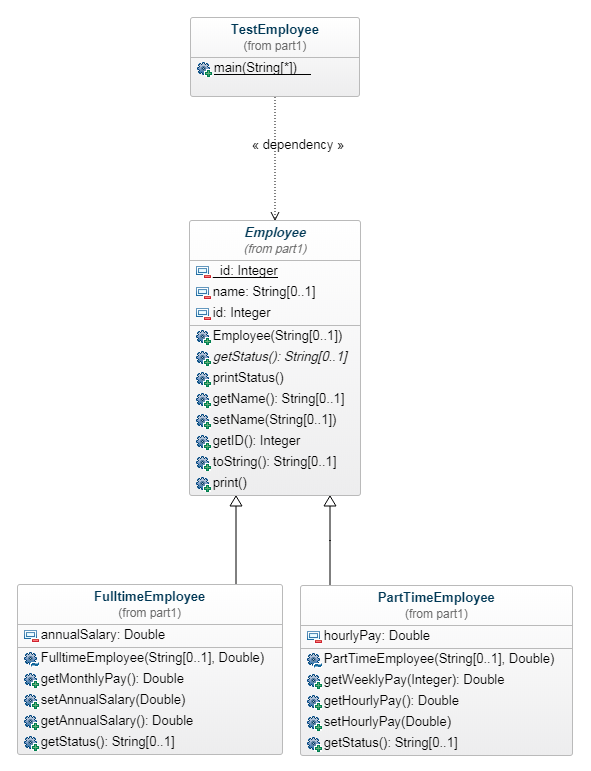 TestEmployee
(from part1)
main(String[*])
« dependency »
Employee
(from part1)
_id: Integer
name: String[0..1]
id: Integer
Employee(String[0..1])
getStatus(): String[0..1]
printStatus()
getName(): String[0..1]
setName(String[0..1])
getID(): Integer
toString(): String[0..1]
print()
FulltimeEmployee
(from part1)
annualSalary: Double
FulltimeEmployee(String[0..1], Double)
getMonthlyPay(): Double
setAnnualSalary(Double)
getAnnualSalary(): Double
getStatus(): String[0..1]
PartTimeEmployee
(from part1)
hourlyPay: Double
PartTimeEmployee(String[0..1], Double)
getWeeklyPay(Integer): Double
getHourlyPay(): Double
setHourlyPay(Double)
getStatus(): String[0..1]